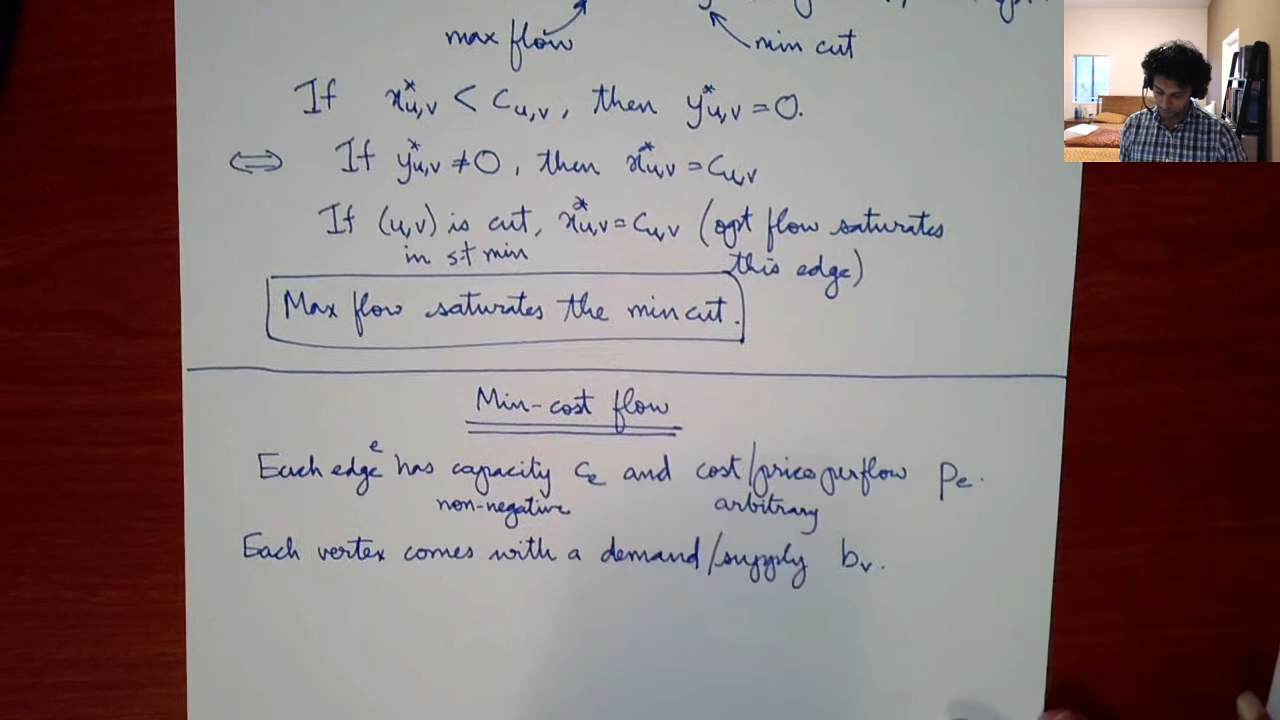 max flow min cut
If x*u,v < cu,v, then y*u,v = 0.
⇔ If y*u,v ≠ 0, then x*u,v = cu,v
If (u,v) is cut, x*u,v = cu,v (opt flow saturates
in s-t min this edge)
Max flow saturates the min cut.
Min-cost flow
Each edge e has capacity ce and cost/price per flow pe.
non-negative arbitrary
Each vertex comes with a demand/supply bv.